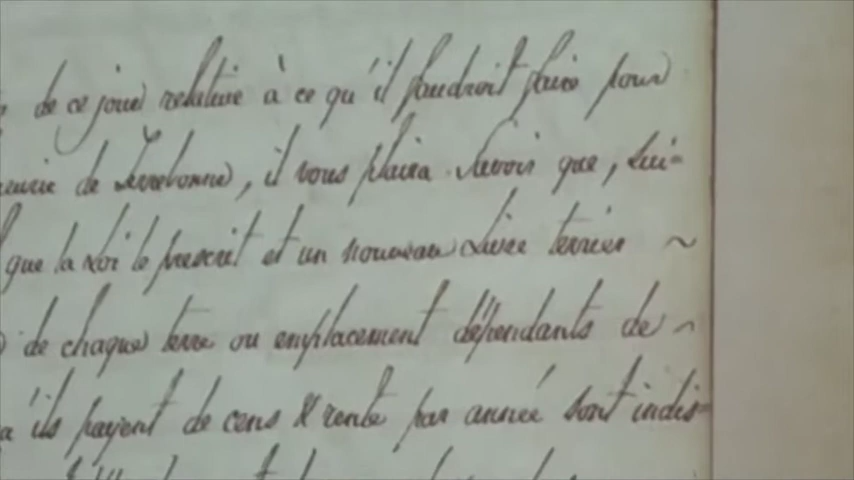 de ce jour relative à ce qu'il faudroit faire pour
de Terrebonne, il vous plaira Savoir que, sui=
que la Loi le prescrit et un nouveau Livre terrier ~
de chaque terre ou emplacement dépendants de ~
'ils payent de cens & rente par année sont indis=